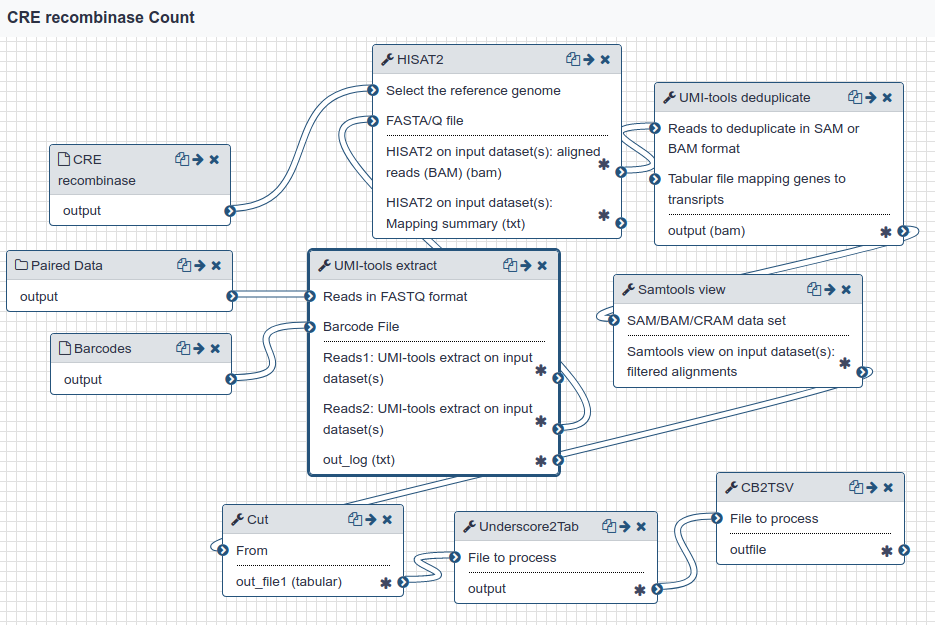 CRE recombinase Count
HISAT2
Select the reference genome
FASTA/Q file
HISAT2 on input dataset(s): aligned
reads (BAM) (bam)
HISAT2 on input dataset(s):
Mapping summary (txt)
UMI-tools deduplicate
Reads to deduplicate in SAM or
BAM format
Tabular file mapping genes to
transripts
output (bam)
CRE
recombinase
output
Paired Data
output
UMI-tools extract
Reads in FASTQ format
Barcode File
Reads1: UMI-tools extract on input
dataset(s)
Reads2: UMI-tools extract on input
dataset(s)
out_log (txt)
Samtools view
SAM/BAM/CRAM data set
Samtools view on input dataset(s):
filtered alignments
Barcodes
output
Cut
From
out_file1 (tabular)
Underscore2Tab
File to process
output
CB2TSV
File to process
outfile